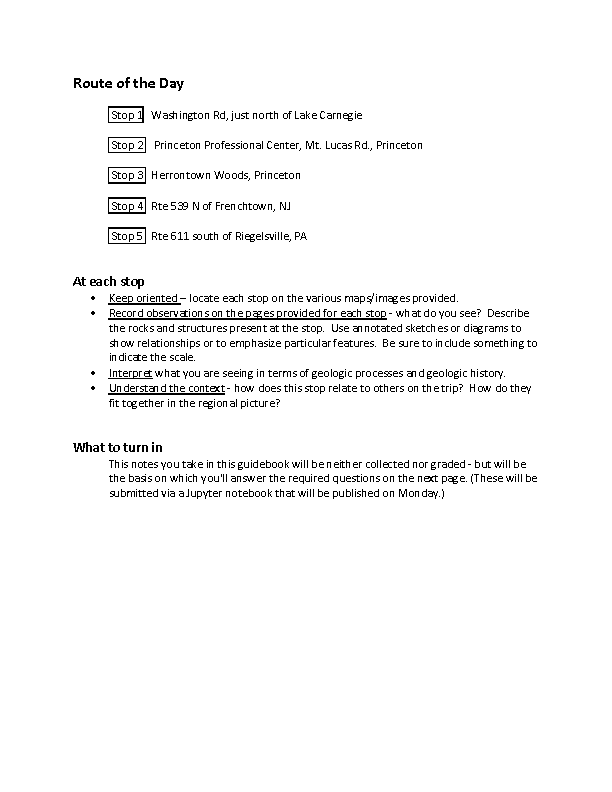 Route of the Day
Stop 1 Washington Rd, just north of Lake Carnegie
Stop 2 Princeton Professional Center, Mt. Lucas Rd., Princeton
Stop 3 Herrontown Woods, Princeton
Stop 4 Rte 539 N of Frenchtown, NJ
Stop 5 Rte 611 south of Riegelsville, PA
At each stop
• Keep oriented – locate each stop on the various maps/images provided.
• Record observations on the pages provided for each stop - what do you see? Describe
the rocks and structures present at the stop. Use annotated sketches or diagrams to
show relationships or to emphasize particular features. Be sure to include something to
indicate the scale.
• Interpret what you are seeing in terms of geologic processes and geologic history.
• Understand the context - how does this stop relate to others on the trip? How do they
fit together in the regional picture?
What to turn in
This notes you take in this guidebook will be neither collected nor graded - but will be
the basis on which you'll answer the required questions on the next page. (These will be
submitted via a Jupyter notebook that will be published on Monday.)